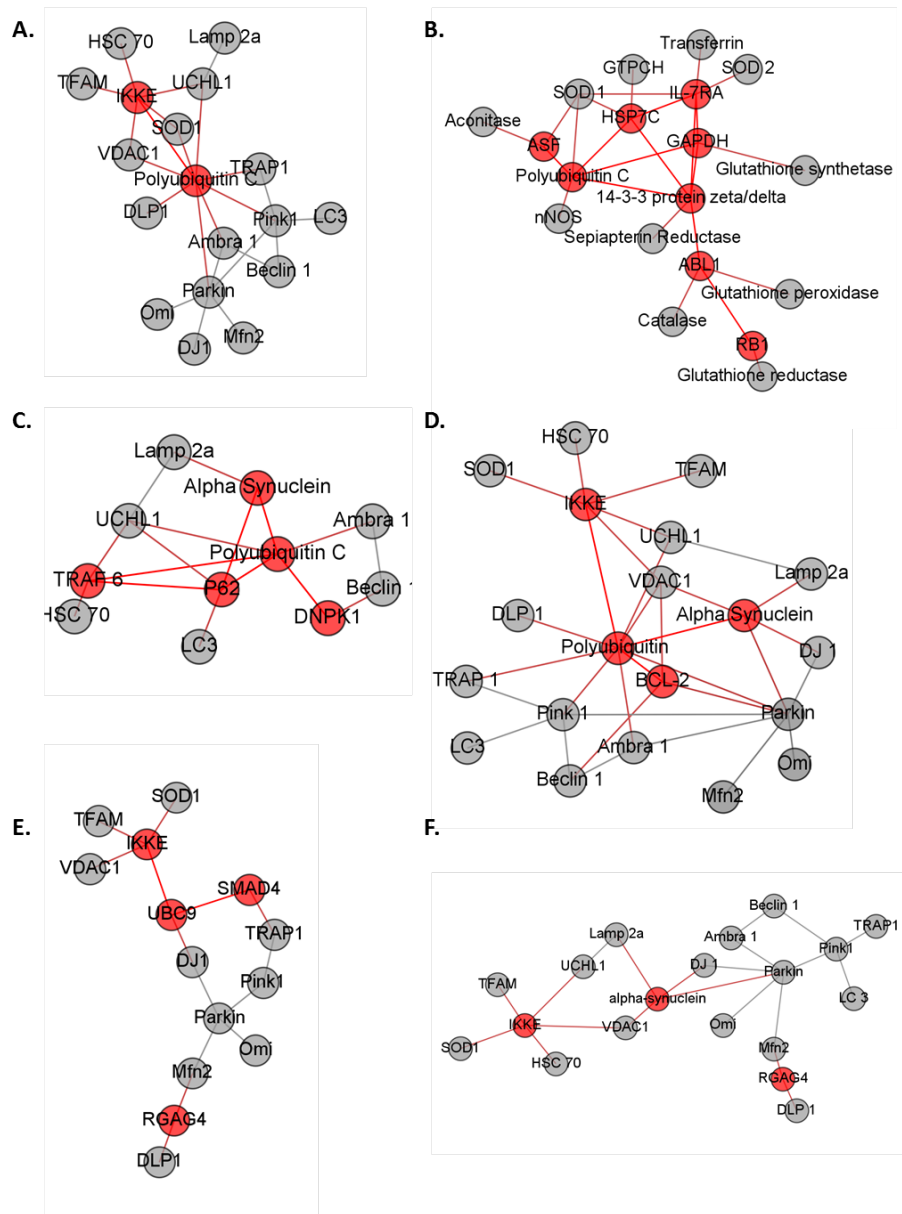 A.
HSC 70
Lamp 2a
TFAM
IKKE
UCHL1
SOD1
VDAC1
TRAP1
Polyubiquitin C
DLP1
Pink1
LC3
Ambra 1
Beclin 1
Parkin
Omi
DJ1
Mfn2
B.
Transferrin
GTPCH
SOD 2
SOD 1
IL-7RA
HSP7C
Aconitase
ASF
GAPDH
Glutathione synthetase
Polyubiquitin C
14-3-3 protein zeta/delta
nNOS
Sepiapterin Reductase
ABL1
Glutathione peroxidase
Catalase
RB1
Glutathione reductase
C.
Lamp 2a
Alpha Synuclein
UCHL1
Ambra 1
Polyubiquitin C
TRAF 6
P62
Beclin 1
HSC 70
DNPK1
LC3
D.
HSC 70
SOD1
TFAM
IKKE
UCHL1
VDAC1
Lamp 2a
DLP 1
Alpha Synuclein
Polyubiquitin
DJ 1
TRAP 1
BCL-2
Pink 1
Parkin
LC3
Ambra 1
Omi
Beclin 1
Mfn2
E.
SOD1
TFAM
IKKE
VDAC1
SMAD4
UBC9
TRAP1
DJ1
Pink1
Parkin
Omi
Mfn2
RGAG4
DLP1
F.
Beclin 1
TRAP1
Lamp 2a
Ambra 1
Pink1
UCHL1
DJ 1
Parkin
TFAM
alpha-synuclein
LC 3
IKKE
VDAC1
Omi
SOD1
HSC 70
Mfn2
RGAG4
DLP 1